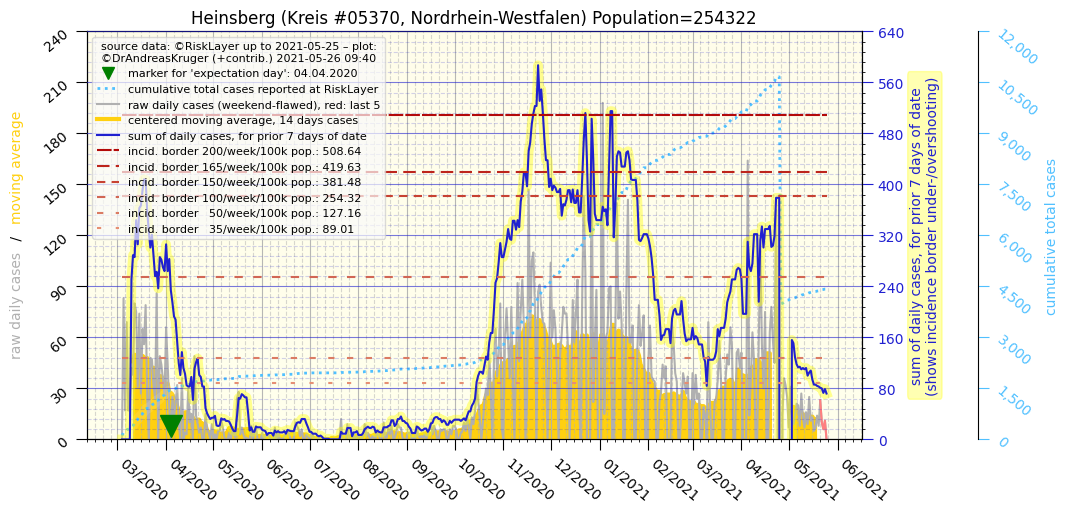 Heinsberg (Kreis #05370, Nordrhein-Westfalen) Population=254322
source data: ©RiskLayer up to 2021-05-25 – plot:
©DrAndreasKruger (+contrib.) 2021-05-26 09:40
marker for 'expectation day': 04.04.2020
cumulative total cases reported at RiskLayer
raw daily cases (weekend-flawed), red: last 5
centered moving average, 14 days cases
sum of daily cases, for prior 7 days of date
incid. border 200/week/100k pop.: 508.64
incid. border 165/week/100k pop.: 419.63
incid. border 150/week/100k pop.: 381.48
incid. border 100/week/100k pop.: 254.32
incid. border 50/week/100k pop.: 127.16
incid. border 35/week/100k pop.: 89.01
raw daily cases / moving average
240
210
180
150
120
90
60
30
0
03/2020
04/2020
05/2020
06/2020
07/2020
08/2020
09/2020
10/2020
11/2020
12/2020
01/2021
02/2021
03/2021
04/2021
05/2021
06/2021
640
560
480
400
320
240
160
80
0
sum of daily cases, for prior 7 days of date
(shows incidence border under-/overshooting)
12,000
10,500
9,000
7,500
6,000
4,500
3,000
1,500
0
cumulative total cases